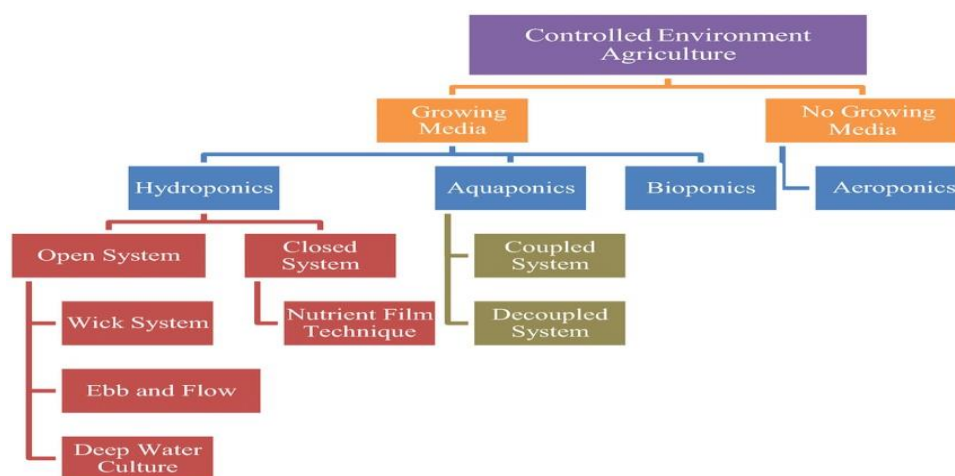 Controlled Environment
Agriculture
Growing
Media
No Growing
Media
Hydroponics
Aquaponics
Bioponics
Aeroponics
Open System
Closed
System
Coupled
System
Wick System
Nutrient Film
Technique
Decoupled
System
Ebb and Flow
Deep Water
Culture